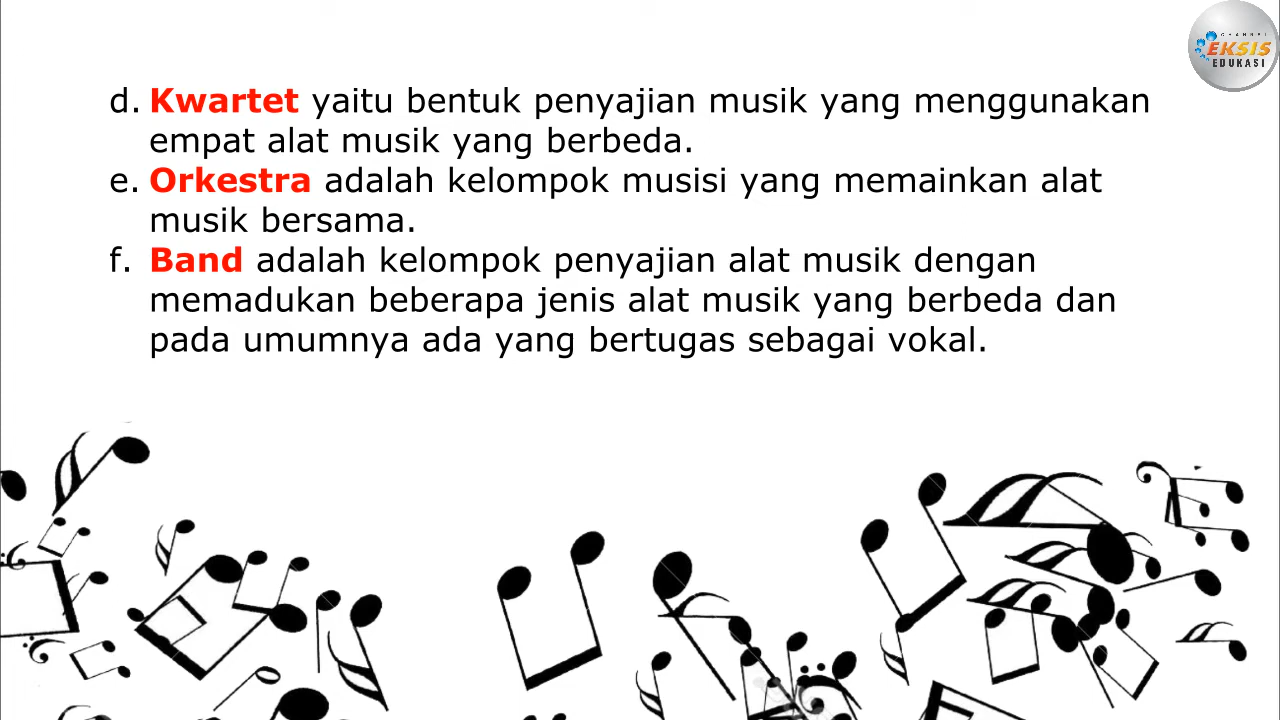 CHANNEL
EKSIS
EDUKASI
d. Kwartet yaitu bentuk penyajian musik yang menggunakan
empat alat musik yang berbeda.
e. Orkestra adalah kelompok musisi yang memainkan alat
musik bersama.
f. Band adalah kelompok penyajian alat musik dengan
memadukan beberapa jenis alat musik yang berbeda dan
pada umumnya ada yang bertugas sebagai vokal.